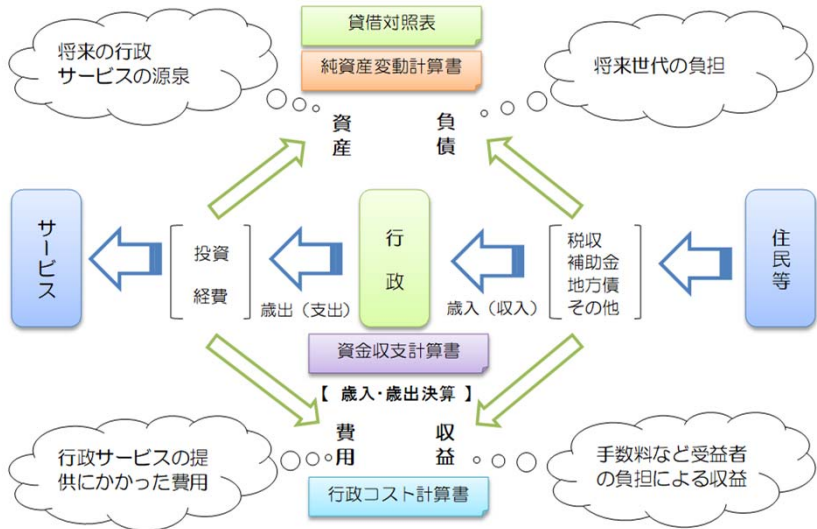 貸借対照表
純資産変動計算書
将来の行政
サービスの源泉
将来世代の負担
資産
負債
サービス
投資
経費
歳出（支出）
行政
歳入（収入）
税収
補助金
地方債
その他
住民等
資金収支計算書
【 歳入・歳出決算 】
費用
収益
行政サービスの提
供にかかった費用
手数料など受益者
の負担による収益
行政コスト計算書